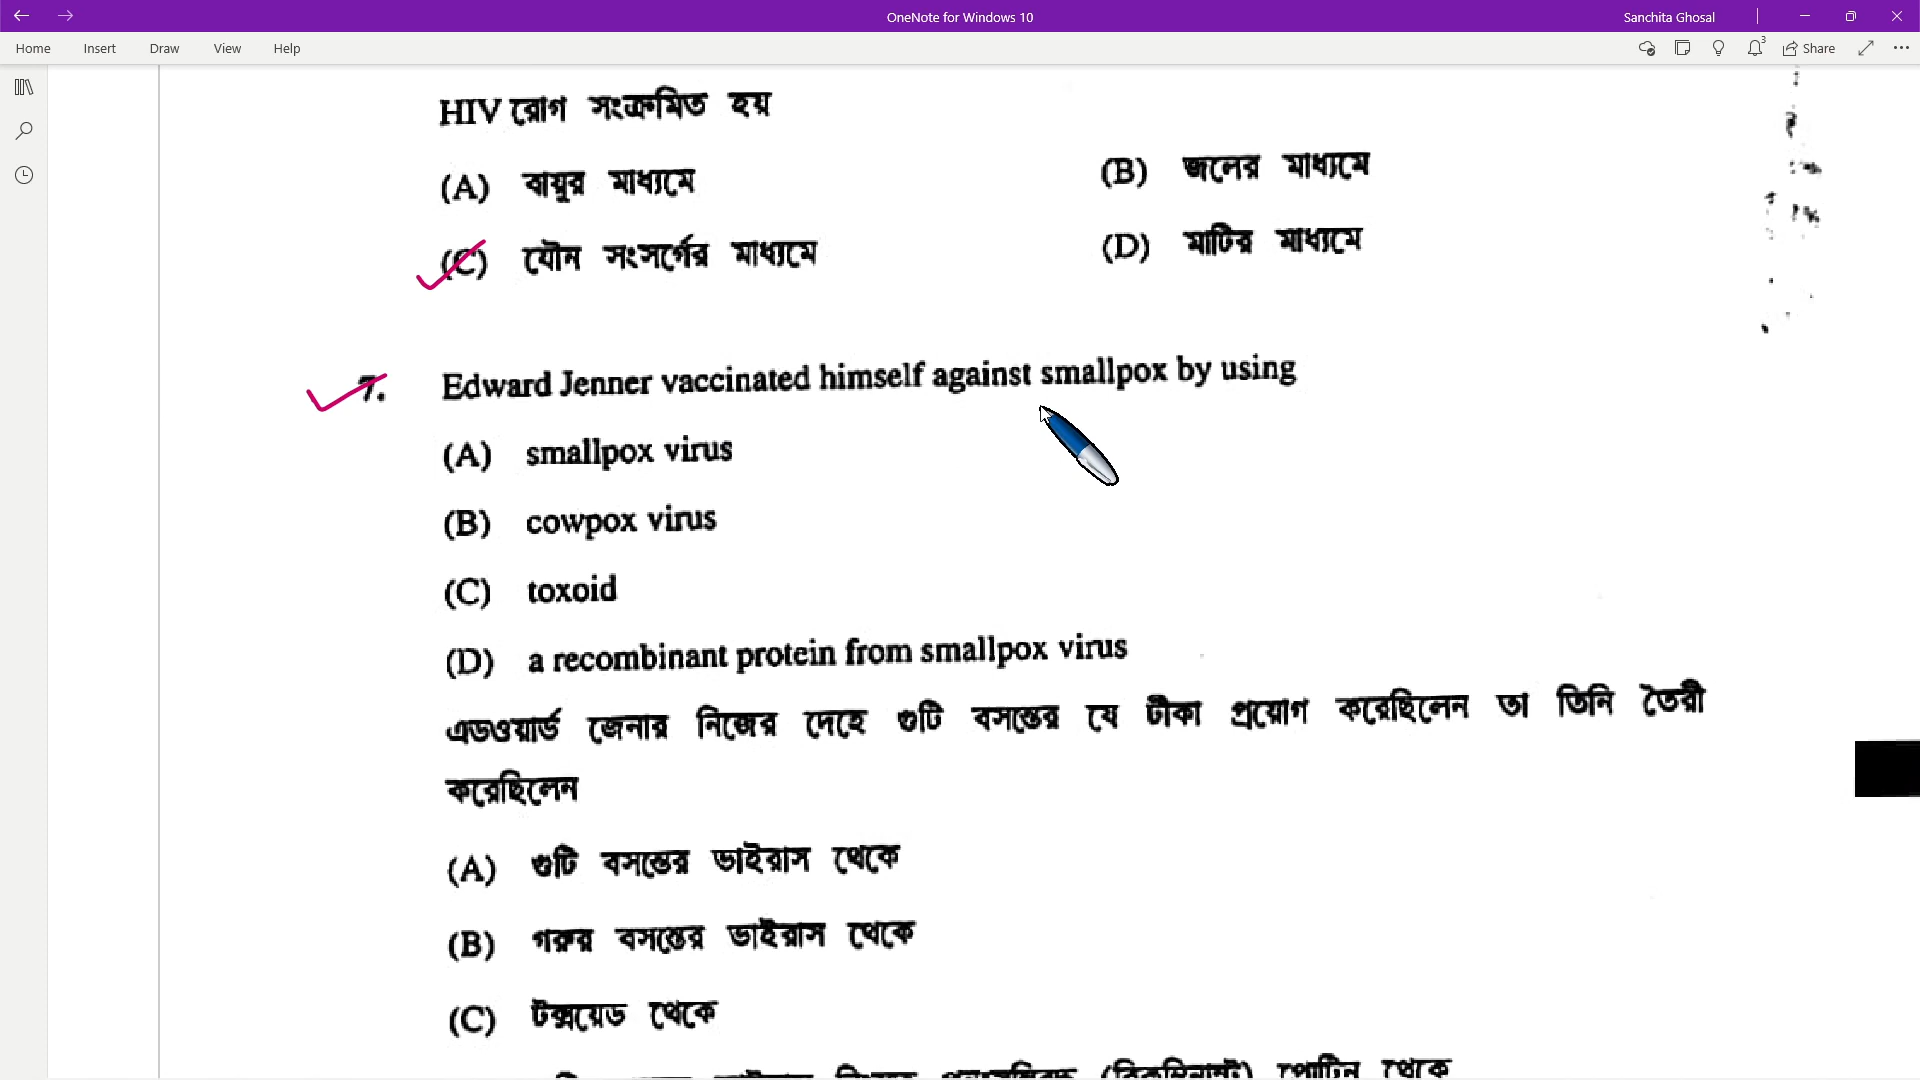 OneNote for Windows 10
Sanchita Ghosal
Home Insert Draw View Help
3 Share
HIV রোগ সংক্রমিত হয়
(A) বায়ুর মাধ্যমে
(B) জলের মাধ্যমে
(C) যৌন সংসর্গের মাধ্যমে
(D) মাটির মাধ্যমে
7. Edward Jenner vaccinated himself against smallpox by using
(A) smallpox virus
(B) cowpox virus
(C) toxoid
(D) a recombinant protein from smallpox virus
এডওয়ার্ড জেনার নিজের দেহে গুটি বসন্তের যে টীকা প্রয়োগ করেছিলেন তা তিনি তৈরী
করেছিলেন
(A) গুটি বসন্তের ভাইরাস থেকে
(B) গরুর বসন্তের ভাইরাস থেকে
(C) টক্সয়েড থেকে
(রিকম্বিনান্ট) প্রোটিন থেকে